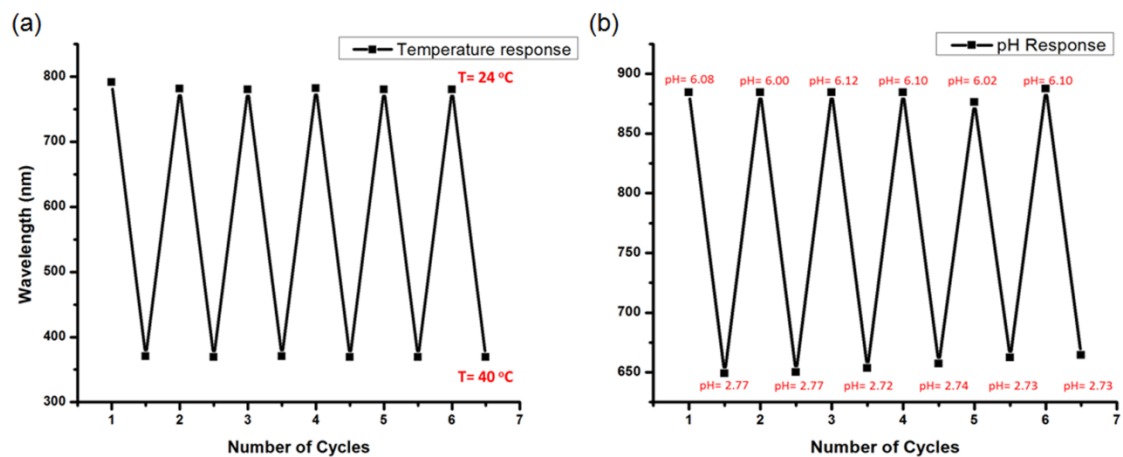 (a)
Temperature response
T= 24 °C
800
700
600
500
400
300
Wavelength (nm)
T= 40 °C
1 2 3 4 5 6 7
Number of Cycles
(b)
pH Response
pH= 6.08 pH= 6.00 pH= 6.12 pH= 6.10 pH= 6.02 pH= 6.10
900
850
800
750
700
650
pH= 2.77 pH= 2.77 pH= 2.72 pH= 2.74 pH= 2.73 pH= 2.73
1 2 3 4 5 6 7
Number of Cycles